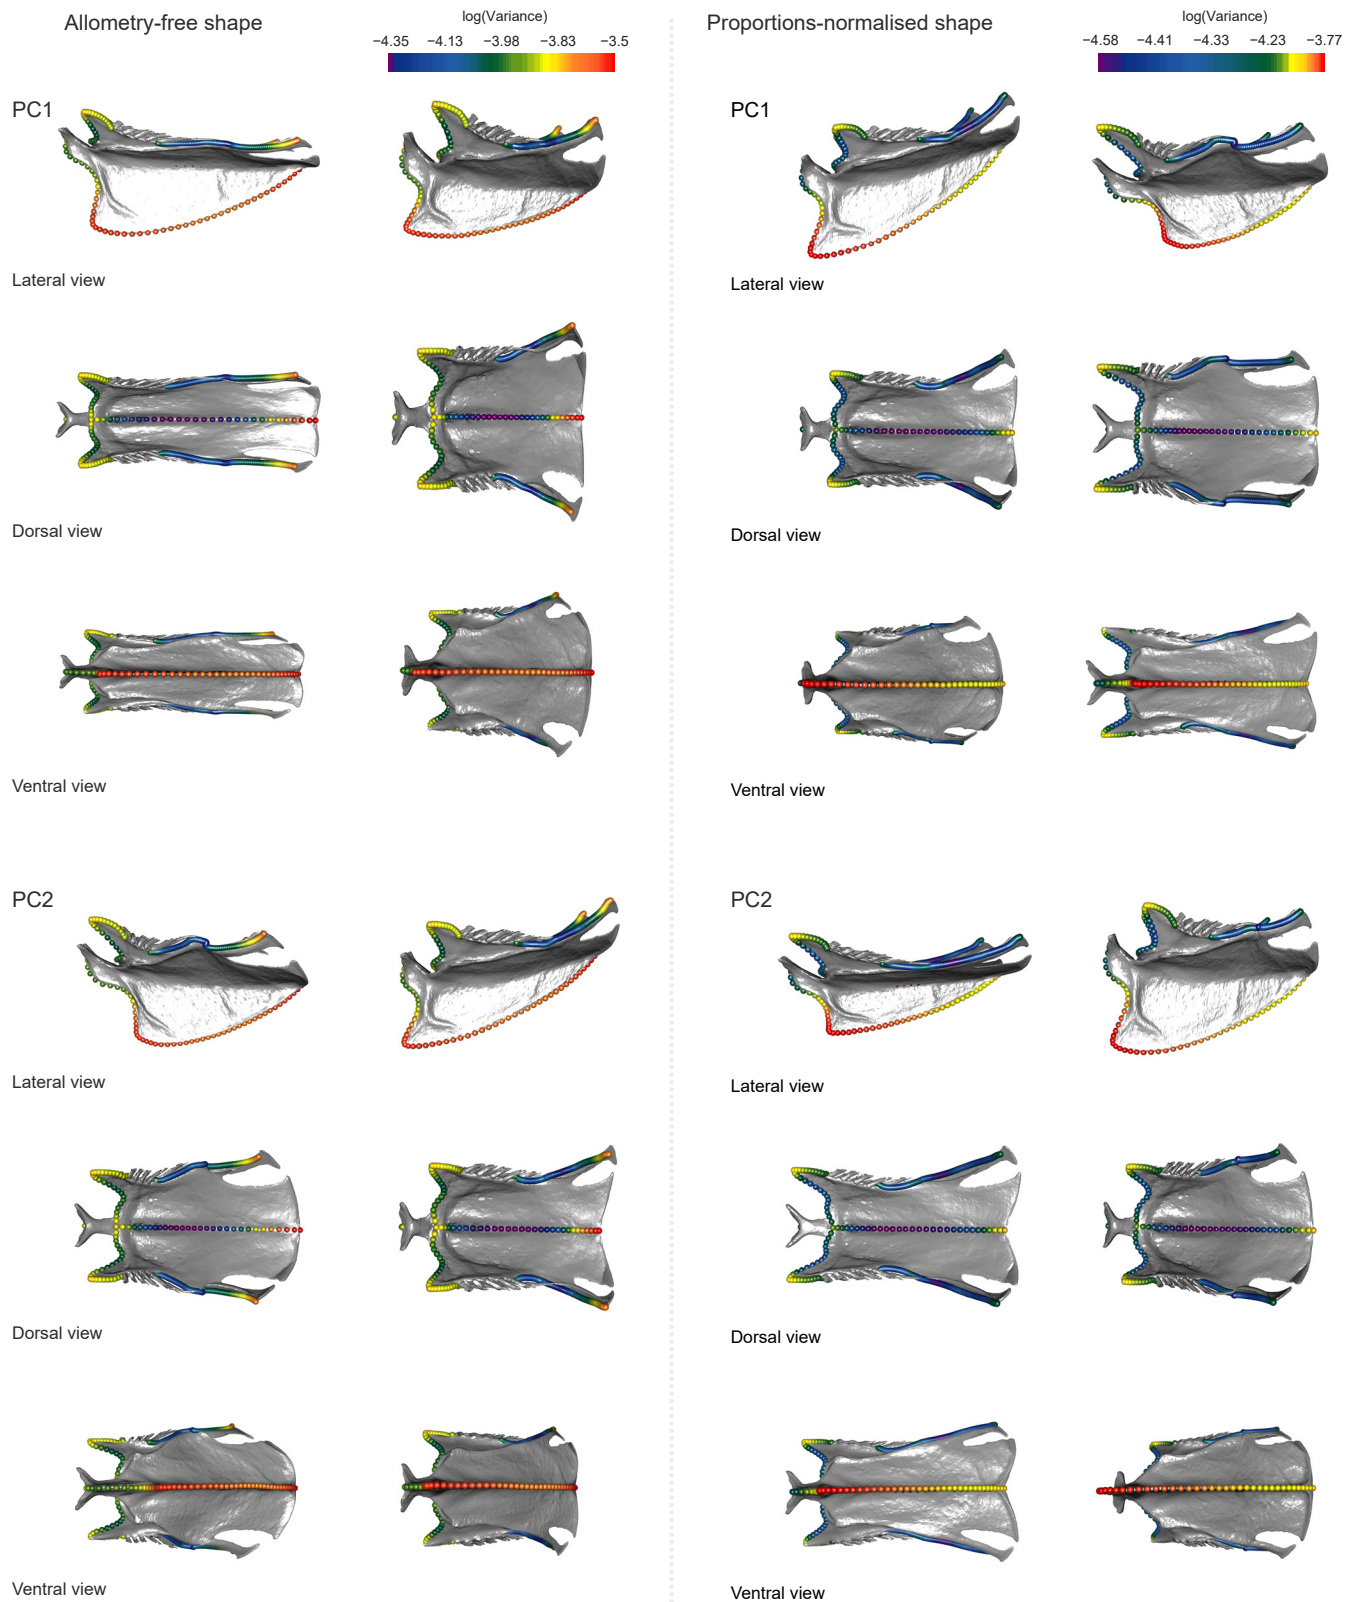 Allometry-free shape
log(Variance)
−4.35 −4.13 −3.98 −3.83 −3.5
Proportions-normalised shape
log(Variance)
−4.58 −4.41 −4.33 −4.23 −3.77
PC1
PC1
Lateral view
Lateral view
Dorsal view
Dorsal view
Ventral view
Ventral view
PC2
PC2
Lateral view
Lateral view
Dorsal view
Dorsal view
Ventral view
Ventral view